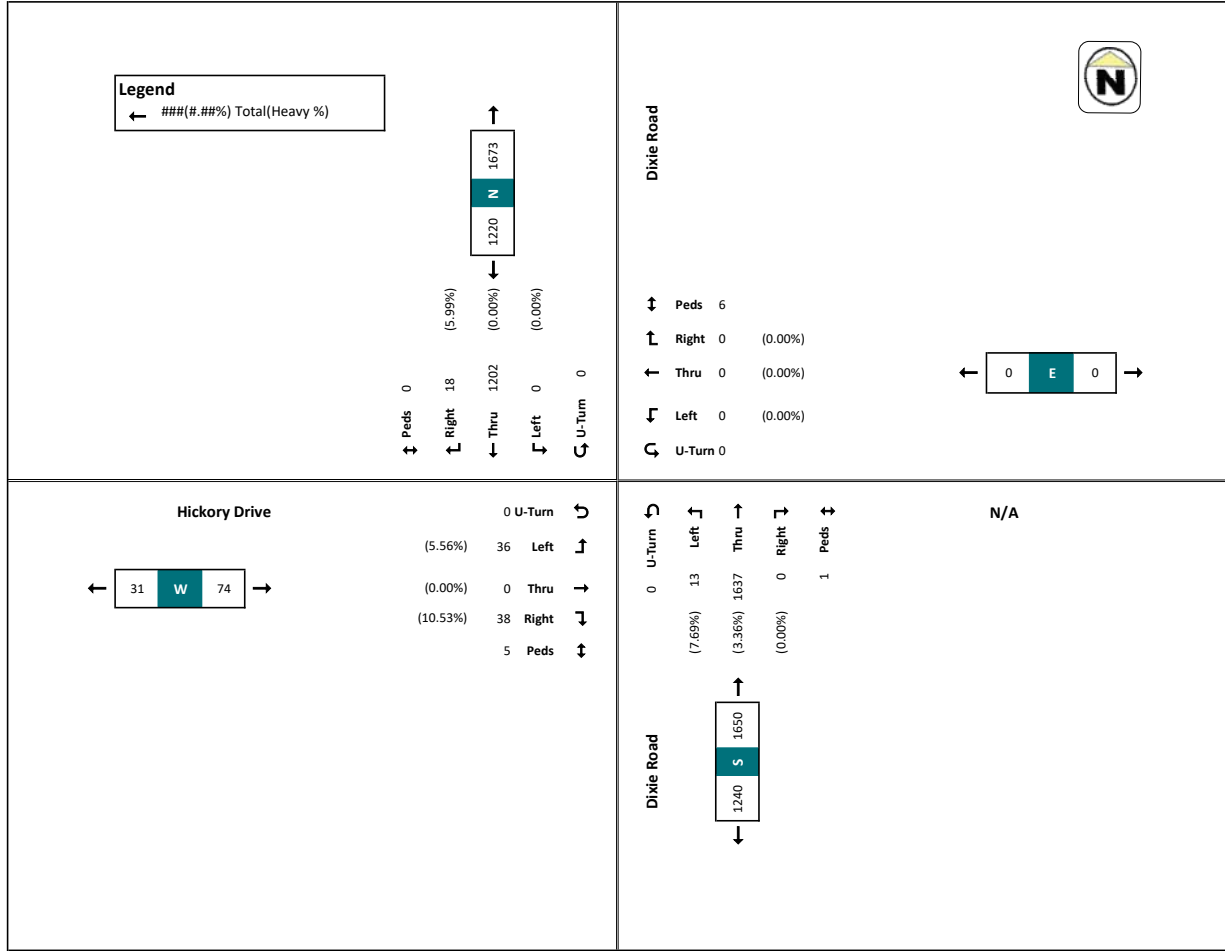 Legend
###(#.##%) Total(Heavy %)
1673
N
1220
(5.99%)
(0.00%)
(0.00%)
0
18
1202
0
0
Peds
Right
Thru
Left
U-Turn
Dixie Road
N
Peds 6
Right 0 (0.00%)
Thru 0 (0.00%)
Left 0 (0.00%)
U-Turn 0
0 E 0
Hickory Drive
0 U-Turn
(5.56%) 36 Left
(0.00%) 0 Thru
(10.53%) 38 Right
5 Peds
31 W 74
N/A
U-Turn
Left
Thru
Right
Peds
0
13
1637
0
1
(7.69%)
(3.36%)
(0.00%)
1650
S
1240
Dixie Road